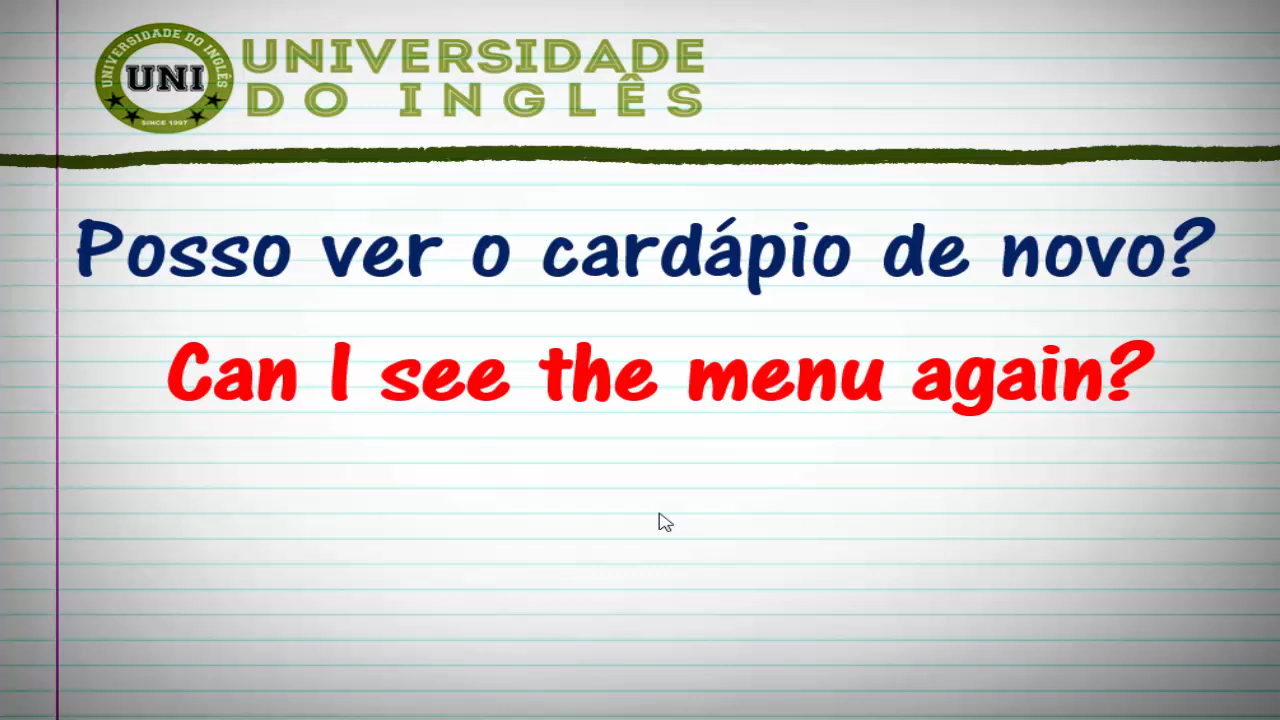 UNIVERSIDADE DO INGLÊS
UNI
SINCE 1997
UNIVERSIDADE
DO INGLÊS
Posso ver o cardápio de novo?
Can I see the menu again?